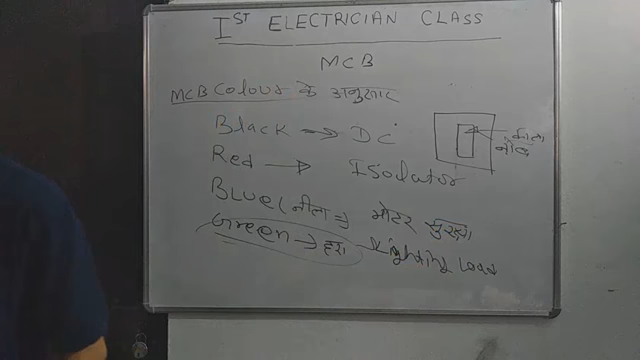 IST ELECTRICIAN CLASS
MCB
MCB Colour के अनुसार
Black → DC
Red → Isolator
BLUe (नीला ⇒ मोटर सुरक्षा
Green → हरा - Lighting Load
काला
नीला